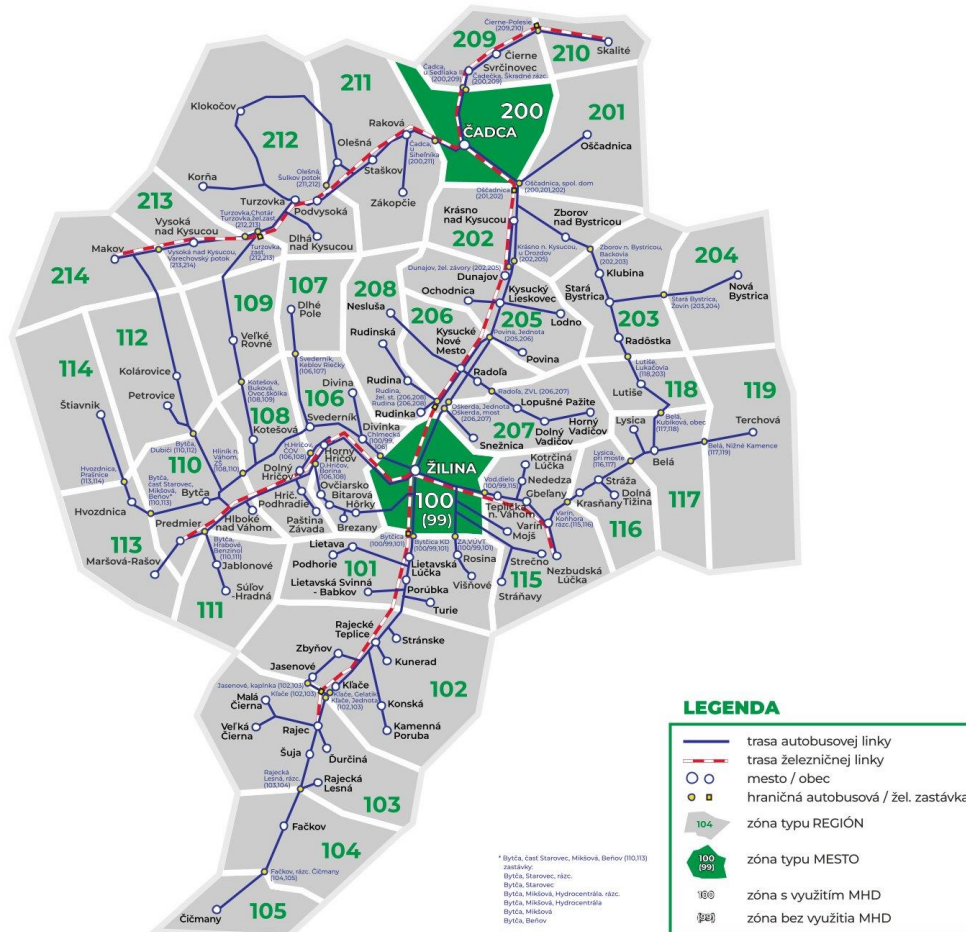 Čierne-Polesie
(209,210)
209
210
Skalité
Čierne
Svrčinovec
Čadca,
u Sedliaka II
(200,209)
Čadečka, Škradné rázc.
(200,209)
211
200
201
ČADCA
Klokočov
212
Raková
Olešná
Čadca,
u Siheľníka
(200,211)
Oščadnica
Staškov
Olešná,
Šuľkov potok
(211,212)
Korňa
Zákopčie
Oščadnica, spol. dom
(200,201,202)
Oščadnica
(201,202)
Turzovka
Podvysoká
213
Vysoká
nad Kysucou
Turzovka,Chotár
Turzovka,žel.zast.
(212,213)
Turzovka,
zast.
(212,213)
Dlhá
nad Kysucou
Krásno
nad Kysucou
202
Zborov
nad Bystricou
Makov
214
Vysoká nad Kysucou,
Varechovský potok
(213,214)
Krásno n. Kysucou,
u Drozdov
(202,205)
Zborov n. Bystricou,
Backovia
(202,203)
Dunajov, žel. závory (202,205)
Dunajov
Klubina
204
Nová
Bystrica
107
Dlhé
Pole
208
Nesluša
Ochodnica
Kysucký
Lieskovec
Stará
Bystrica
Stará Bystrica,
Žovín (203,204)
109
Veľké
Rovné
206
205
Lodno
203
Radôstka
Rudinská
Kysucké
Nové
Mesto
Povina, Jednota
(205,206)
Povina
112
114
Kolárovice
Svederník,
Keblov Riečky
(106,107)
Rudina
Radoľa
Lutiše,
Lukačovia
(118,203)
Lutiše
118
119
Štiavnik
Petrovice
Kotešová,
Buková,
Ovoc.škôlka
(108,109)
106
Divina
Rudina,
žel. st. (206,208)
Rudina (206,208)
Rudinka
Radoľa, ZVL (206,207)
Oškerda, Jednota
Oškerda, most
(206,207)
Lopušné Pažite
Horný
Vadičov
Dolný
Vadičov
207
Snežnica
Belá,
Kubíkova, obec
(117,118)
Lysica
Terchová
108
Kotešová
Svederník
Divinka
Chlmecká
(100/99,
106)
Bytča,
Dubičí (110,112)
110
Hliník n.
Váhom,
ZŠ
(108,110)
H.Hričov,
ČOV
(106,108)
Horný
Hričov
ŽILINA
100
(99)
Kotrčiná
Lúčka
Lysica,
pri moste
(116,117)
Belá
Belá, Nižné Kamence
(117,119)
Hvozdnica,
Prašnice
(113,114)
Bytča,
časť Starovec,
Mikšová,
Beňov*
(110,113)
Bytča
Dolný
Hričov
D.Hričov,
Borina
(106,108)
Ovčiarsko
Bitarová
Hôrky
Vod.dielo
(100/99,115)
Nededza
Gbeľany
Stráža
Krasňany
Dolná
Tižina
117
Hvozdnica
Predmier
Hlboké
nad Váhom
Hrič.
Podhradie
Paština
Závada
Brezany
Teplička
n. Váhom
Varín
Mojš
Varín,
Koňhora,
rázc.(115,116)
116
113
Maršová-Rašov
Bytča,
Hrabové,
Benzinol
(110,111)
Jablonové
Bytčica
(100/99,101)
Bytčica KD
(100/99,101)
ZA,VÚVT
(100/99,101)
Strečno
Nezbudská
Lúčka
115
Stráňavy
Lietava
Podhorie
101
Lietavská
Lúčka
Rosina
Višňové
111
Súľov
-Hradná
Lietavská Svinná
- Babkov
Porúbka
Turie
Rajecké
Teplice
Stránske
Zbyňov
Kunerad
Jasenové
Jasenové, kaplnka (102,103)
Kľače (102,103)
Kľače
Kľače, Gelatik
Kľače, Jednota
(102,103)
102
Malá
Čierna
Konská
Kamenná
Poruba
Veľká
Čierna
Rajec
Šuja
Ďurčiná
Rajecká
Lesná, rázc.
(103,104)
Rajecká
Lesná
103
Fačkov
104
Fačkov, rázc. Čičmany
(104,105)
105
Čičmany
* Bytča, časť Starovec, Mikšová, Beňov (110,113)
zastávky:
Bytča, Starovec, rázc.
Bytča, Starovec
Bytča, Mikšová, Hydrocentrála, rázc.
Bytča, Mikšová, Hydrocentrála
Bytča, Mikšová
Bytča, Beňov
LEGENDA
trasa autobusovej linky
trasa železničnej linky
mesto / obec
hraničná autobusová / žel. zastávka
104
zóna typu REGIÓN
100
(99)
zóna typu MESTO
100
zóna s využitím MHD
(99)
zóna bez využitia MHD